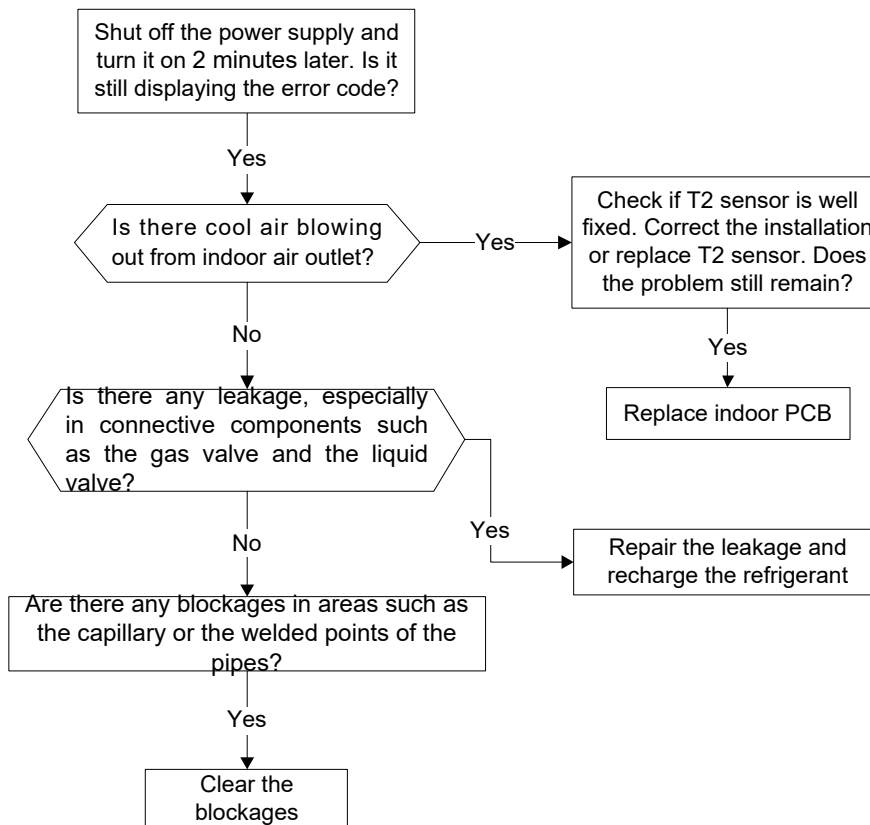 Shut off the power supply and
turn it on 2 minutes later. Is it
still displaying the error code?
Yes
Is there cool air blowing
out from indoor air outlet?
Yes
Check if T2 sensor is well
fixed. Correct the installation
or replace T2 sensor. Does
the problem still remain?
Yes
Replace indoor PCB
No
Is there any leakage, especially
in connective components such
as the gas valve and the liquid
valve?
Yes
Repair the leakage and
recharge the refrigerant
No
Are there any blockages in areas such as
the capillary or the welded points of the
pipes?
Yes
Clear the
blockages